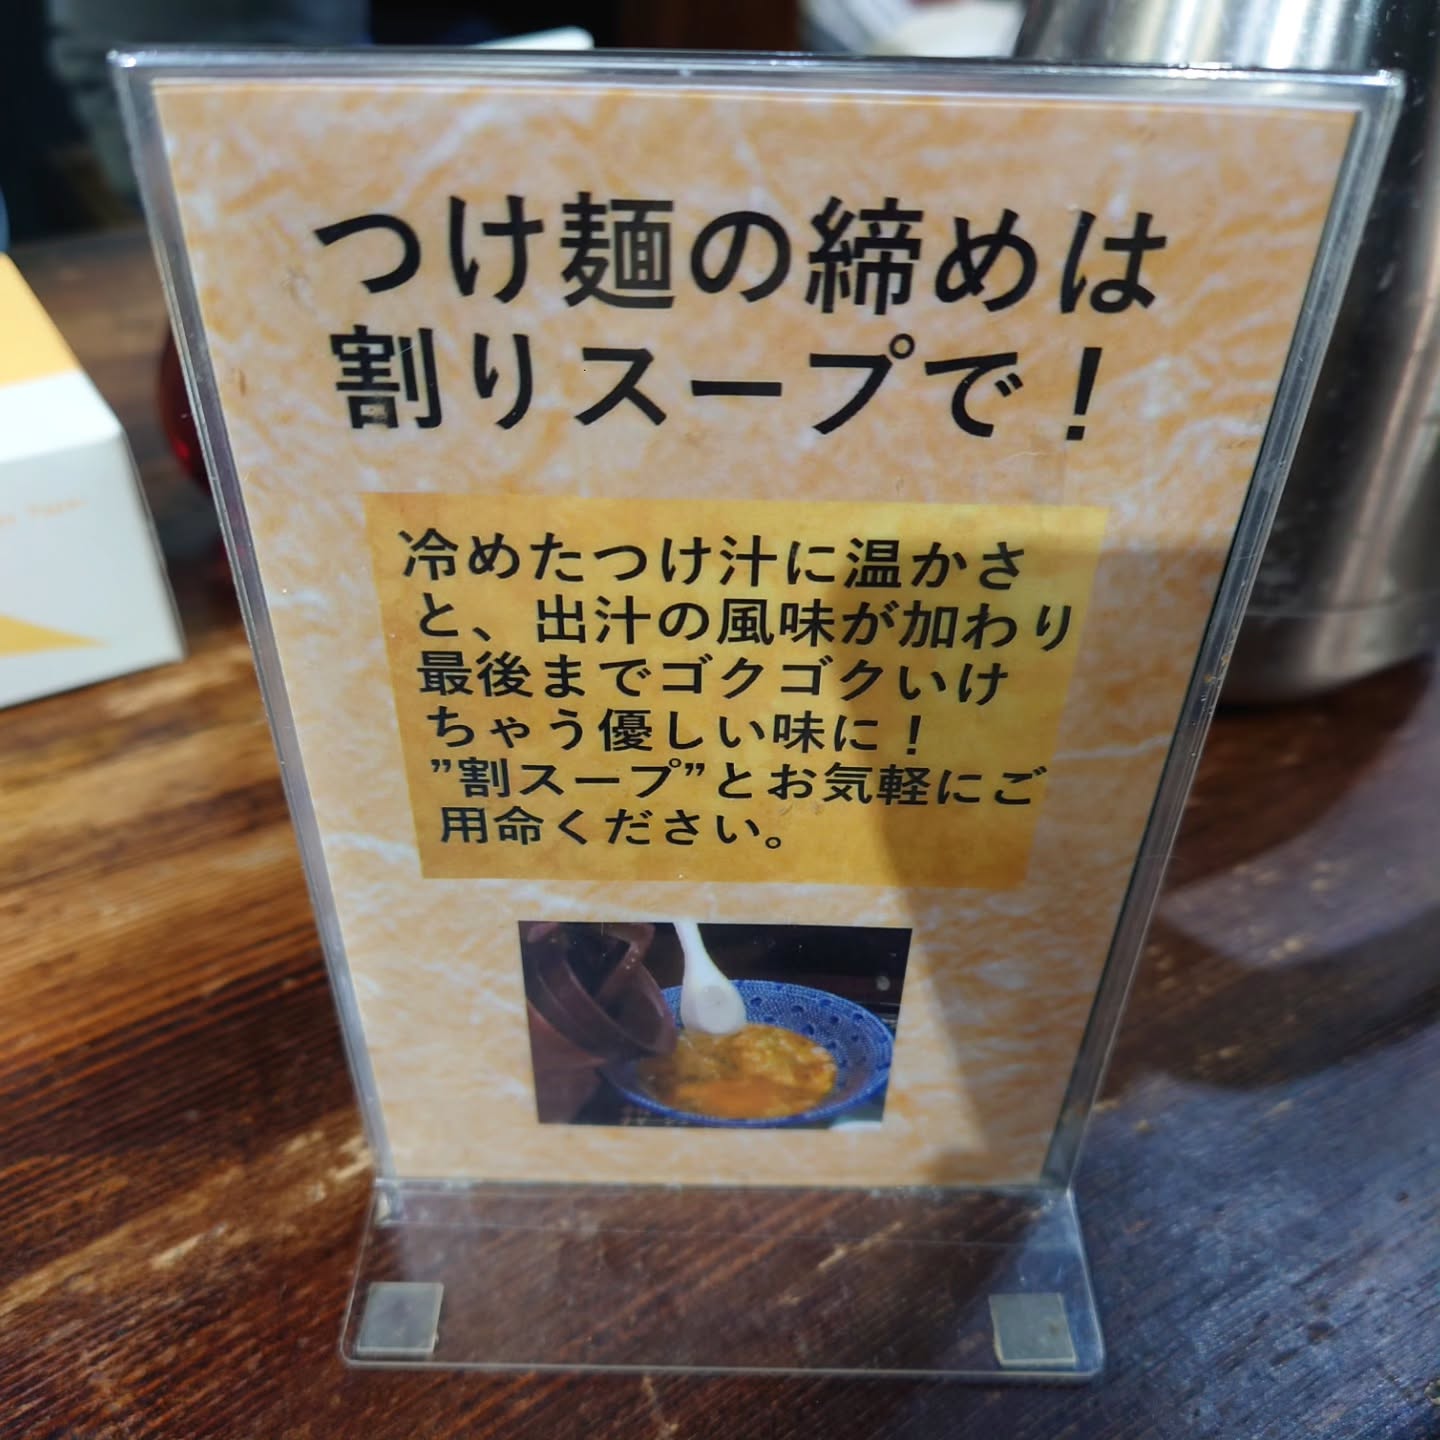 つけ麺の締めは
割りスープで！
冷めたつけ汁に温かさ
と、出汁の風味が加わり
最後までゴクゴクいけ
ちゃう優しい味に！
”割スープ”とお気軽にご
用命ください。